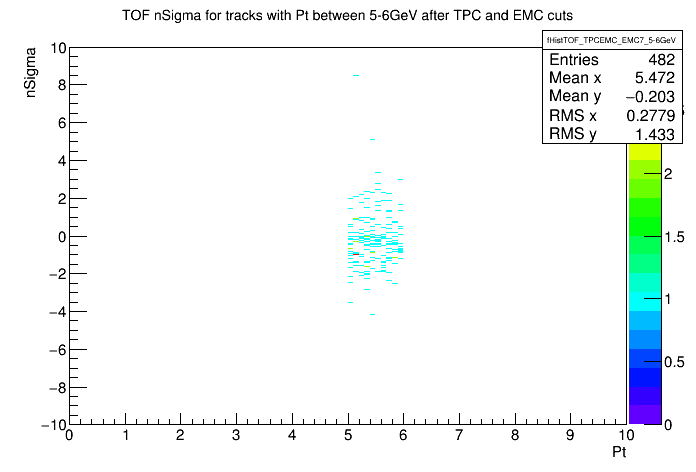 TOF nSigma for tracks with Pt between 5-6GeV after TPC and EMC cuts
fHistTOF_TPCEMC_EMC7_5-6GeV
Entries 482
Mean x 5.472
Mean y −0.203
RMS x 0.2779
RMS y 1.433
nSigma
10
8
6
4
2
0
−2
−4
−6
−8
−10
0 1 2 3 4 5 6 7 8 9 10
Pt
2
1.5
1
0.5
0